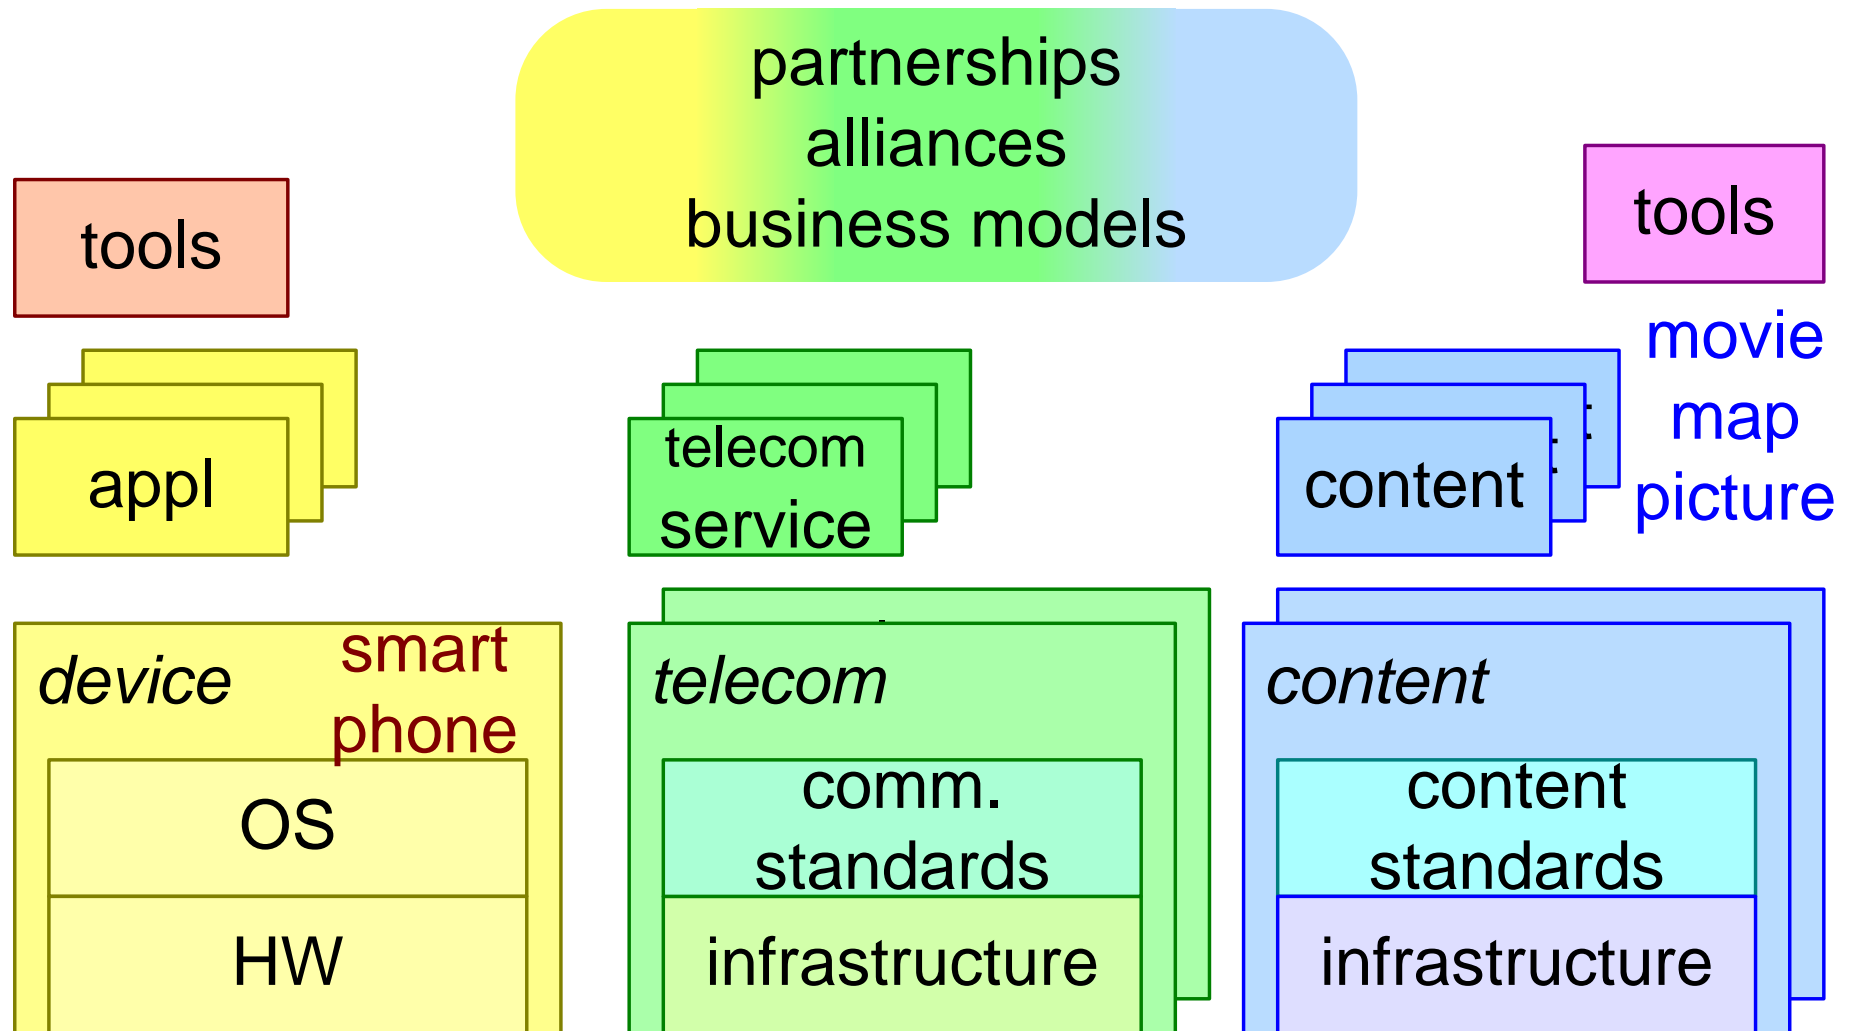 partnerships
alliances
business models
tools
tools
appl
telecom
service
content
movie
map
picture
device
smart
phone
OS
HW
telecom
comm.
standards
infrastructure
content
content
standards
infrastructure